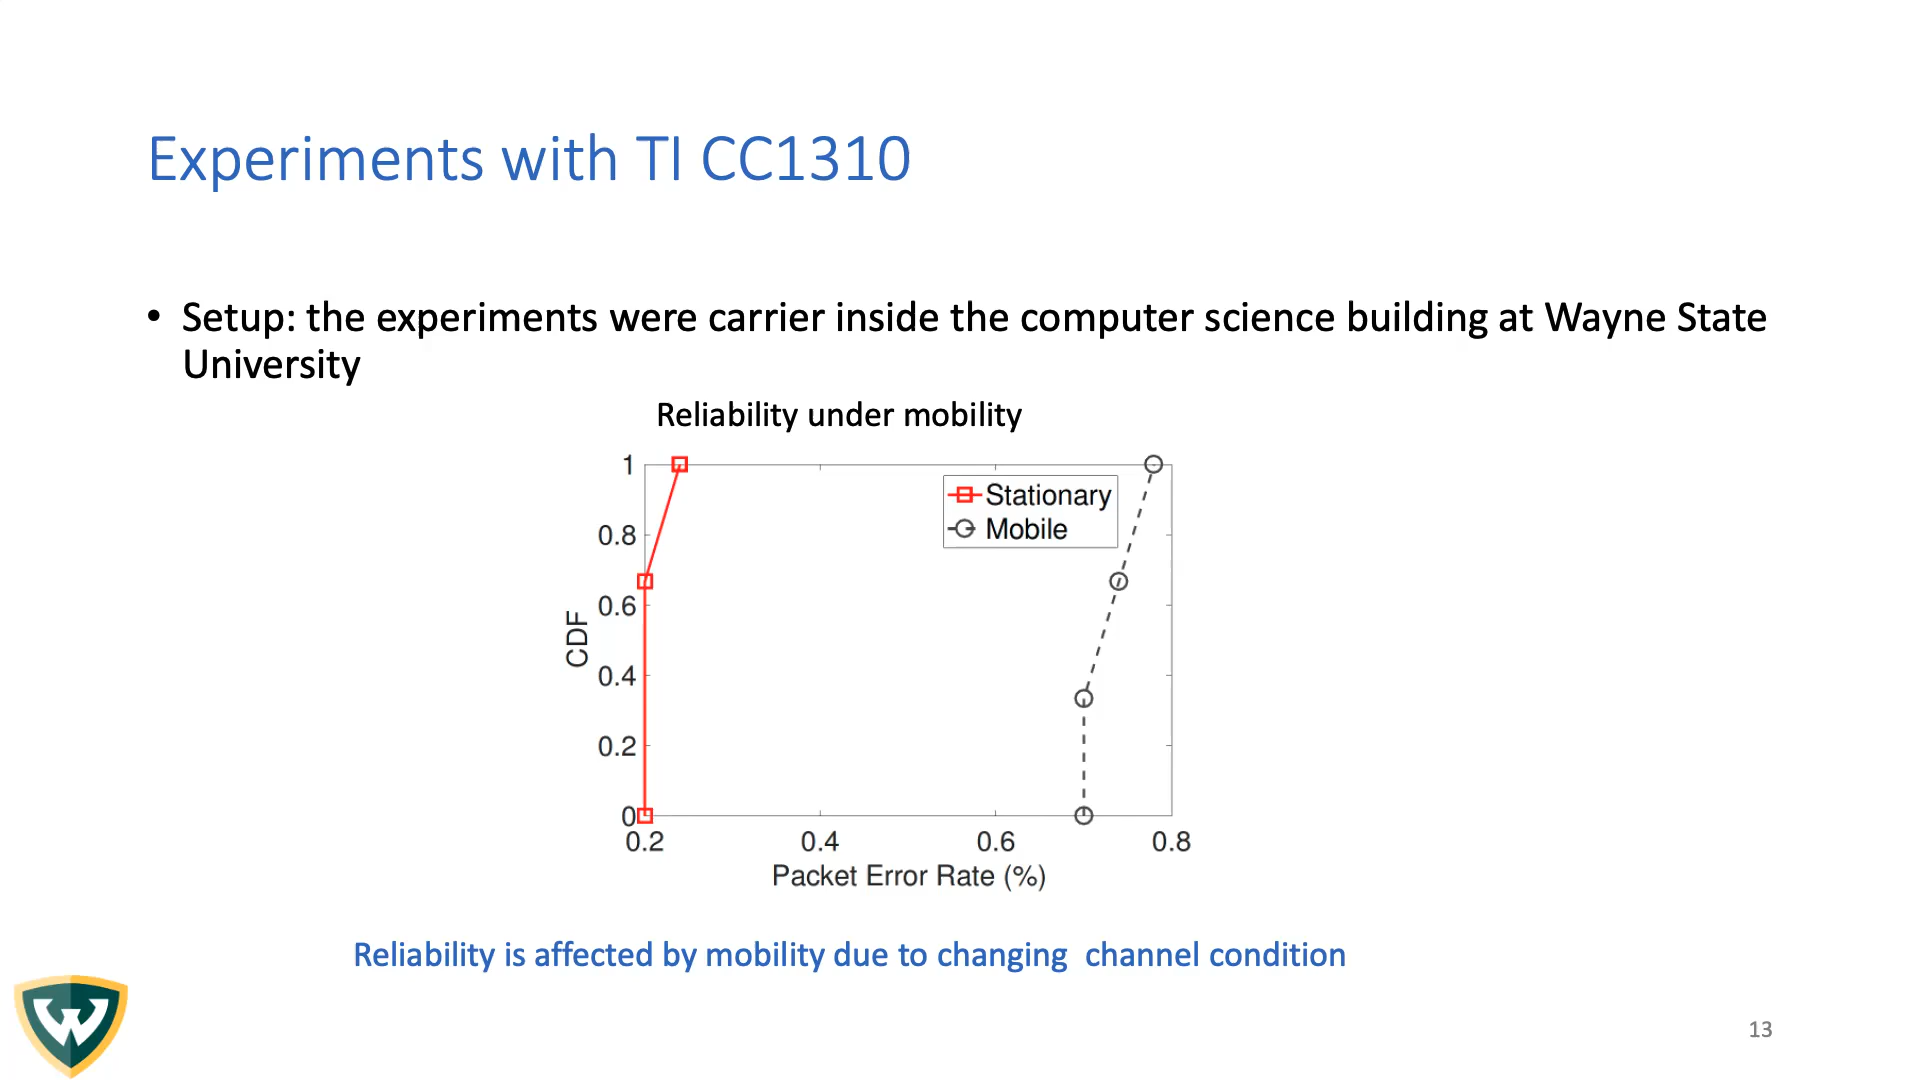 Experiments with TI CC1310
• Setup: the experiments were carrier inside the computer science building at Wayne State
University
Reliability under mobility
1
0.8
0.6
0.4
0.2
0
CDF
Stationary
Mobile
0.2 0.4 0.6 0.8
Packet Error Rate (%)
Reliability is affected by mobility due to changing  channel condition
W
13